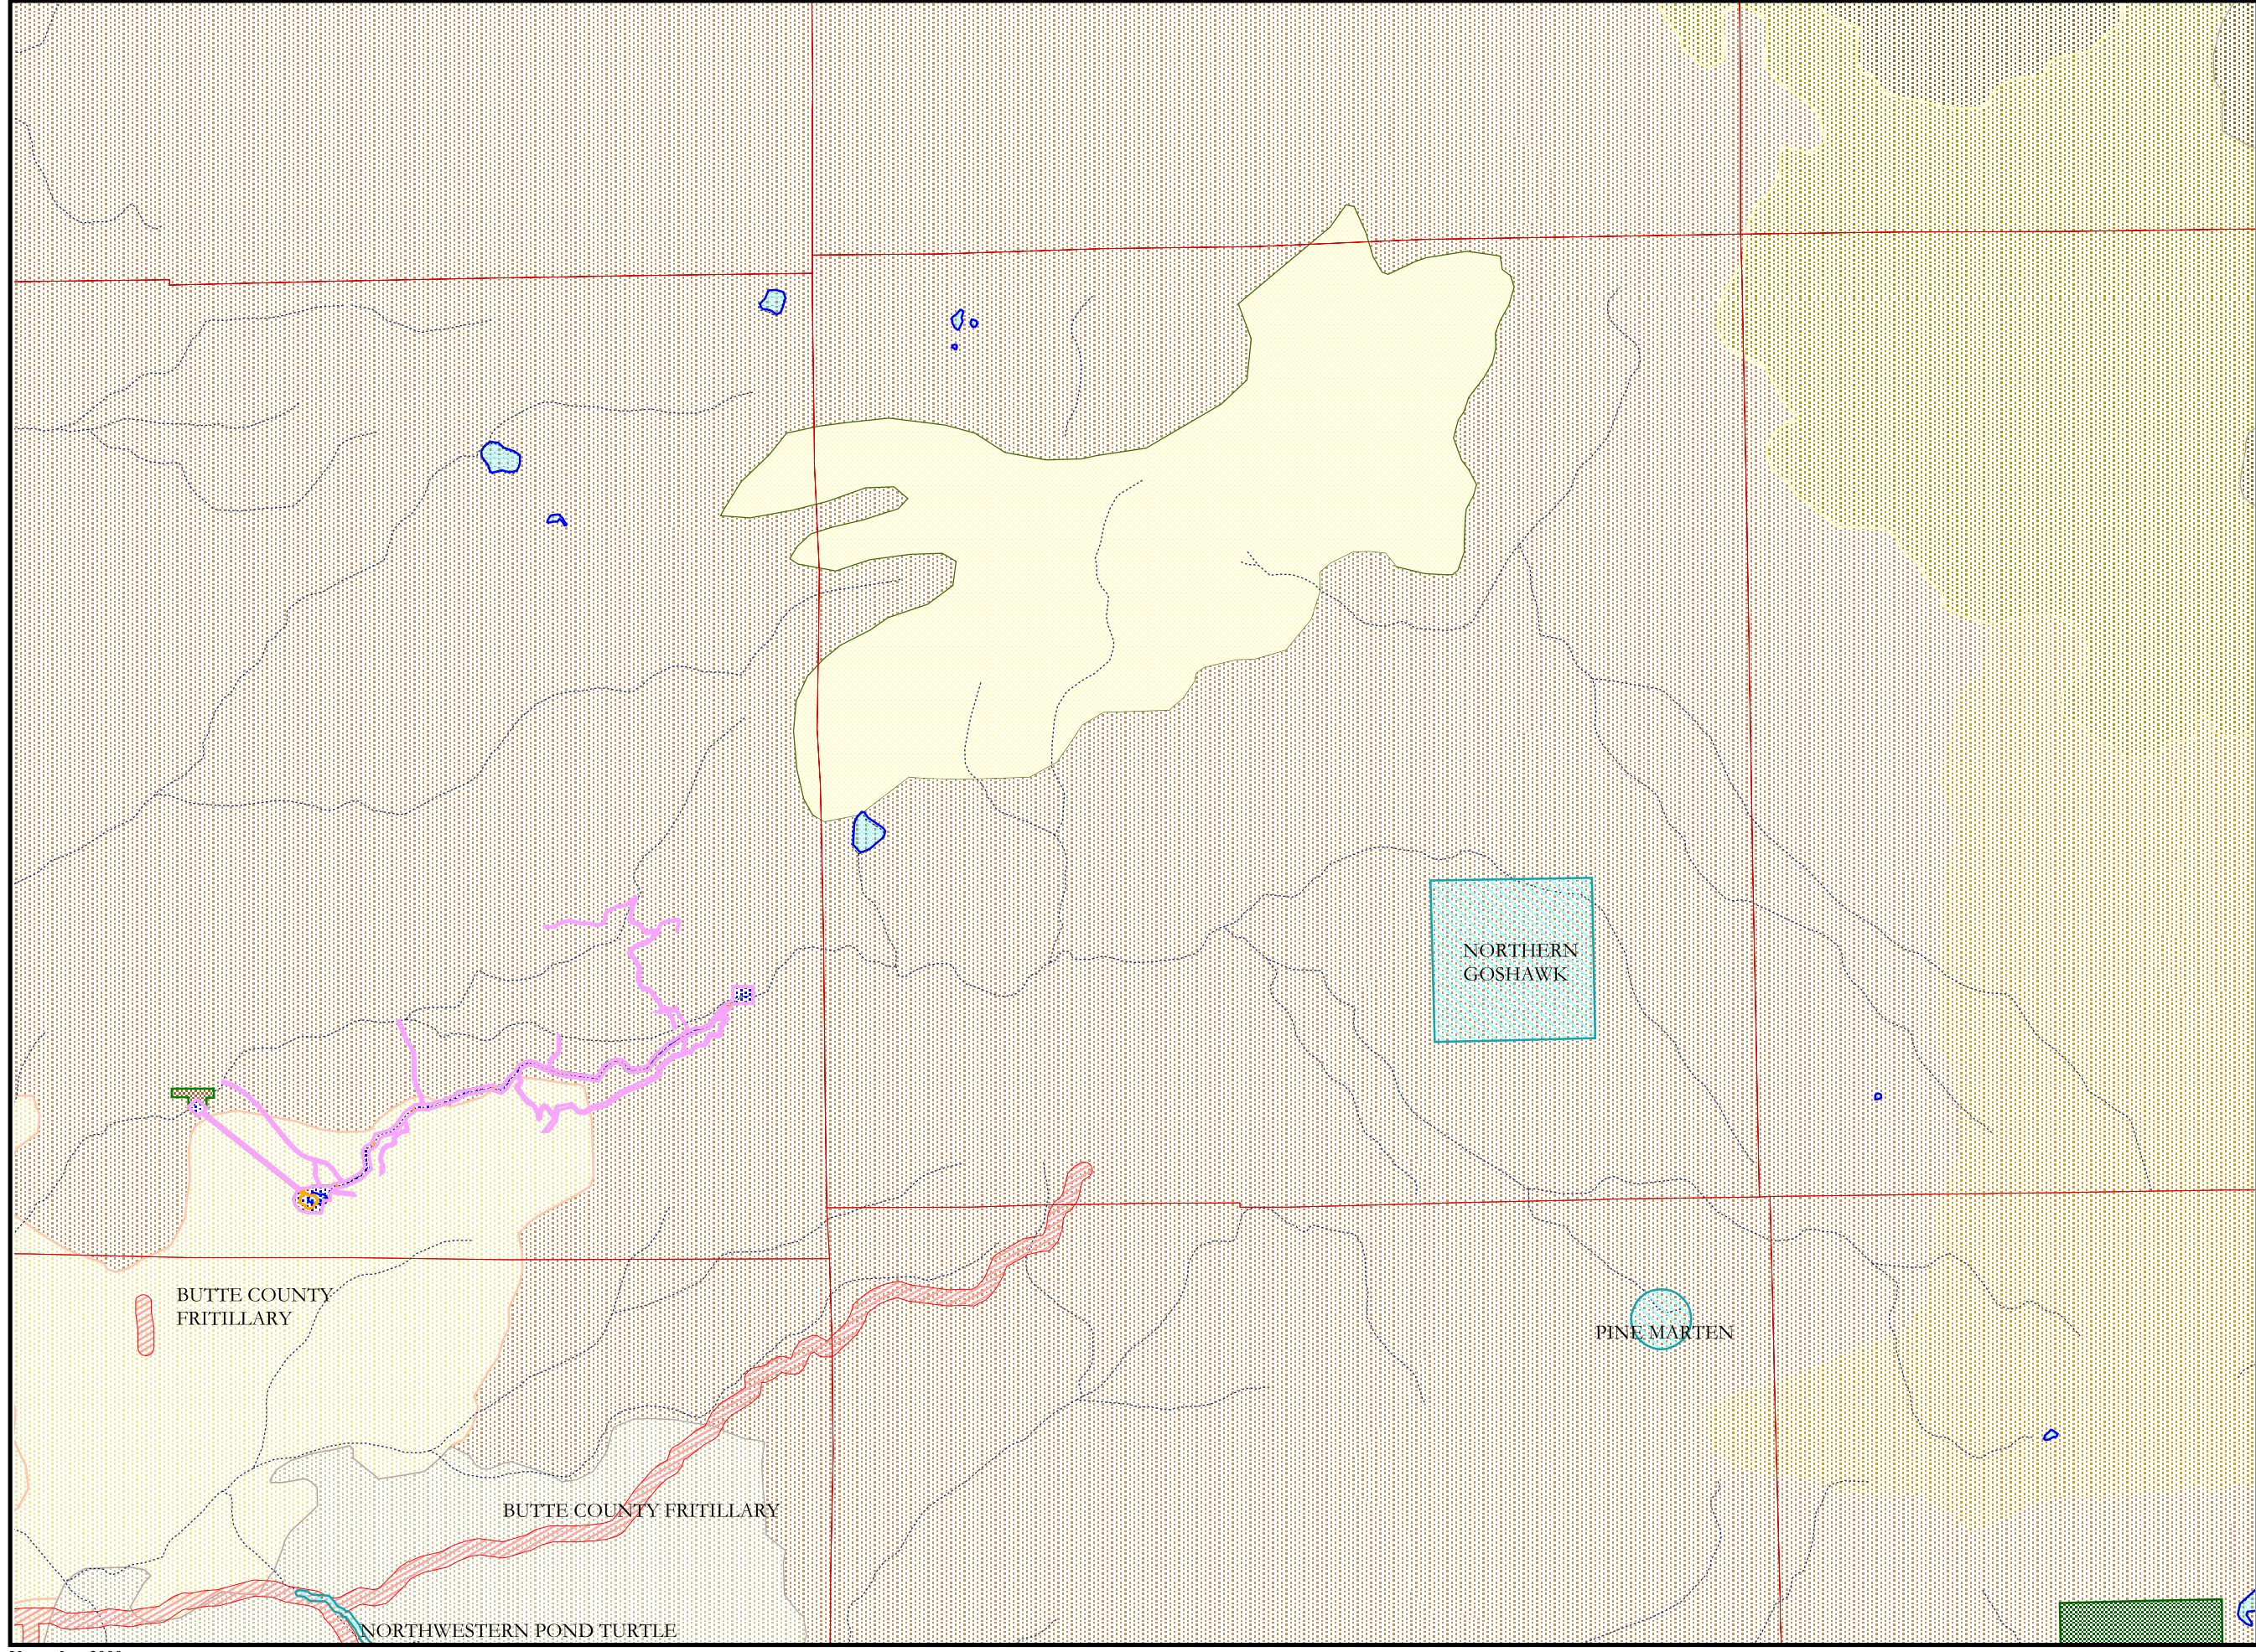 NORTHERN
GOSHAWK
BUTTE COUNTY
FRITILLARY
PINE MARTEN
BUTTE COUNTY FRITILLARY
NORTHWESTERN POND TURTLE